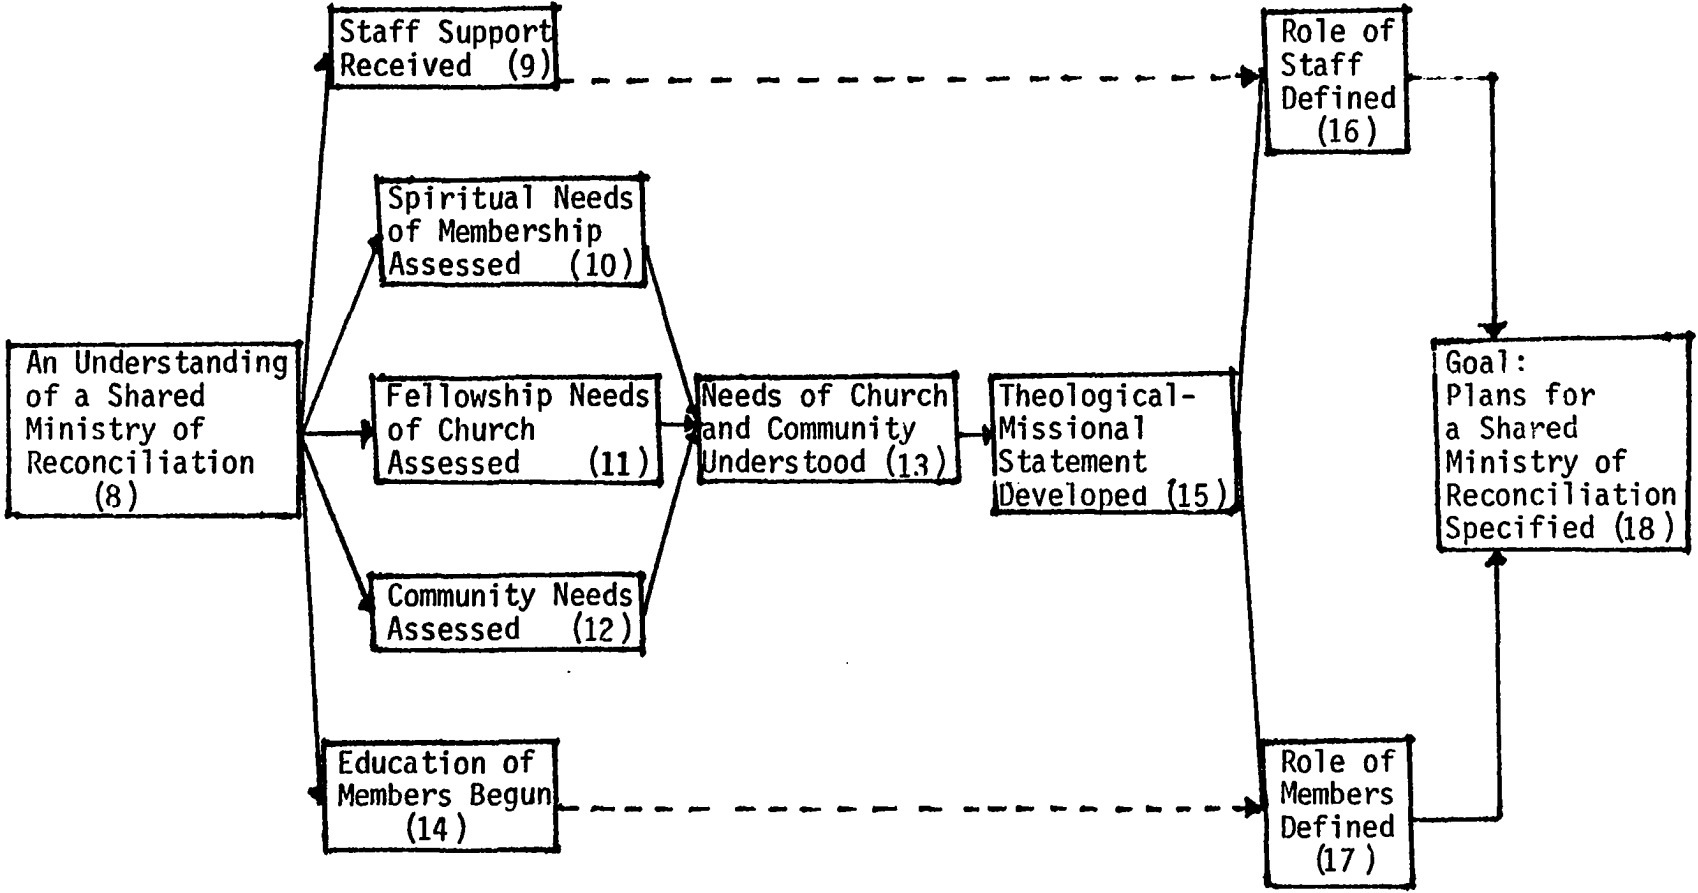 Staff Support
Received (9)
Role of
Staff
Defined
(16)
Spiritual Needs
of Membership
Assessed (10)
An Understanding
of a Shared
Ministry of
Reconciliation
(8)
Fellowship Needs
of Church
Assessed (11)
Needs of Church
and Community
Understood (13)
Theological-
Missional
Statement
Developed (15)
Goal:
Plans for
a Shared
Ministry of
Reconciliation
Specified (18)
Community Needs
Assessed (12)
Education of
Members Begun
(14)
Role of
Members
Defined
(17)